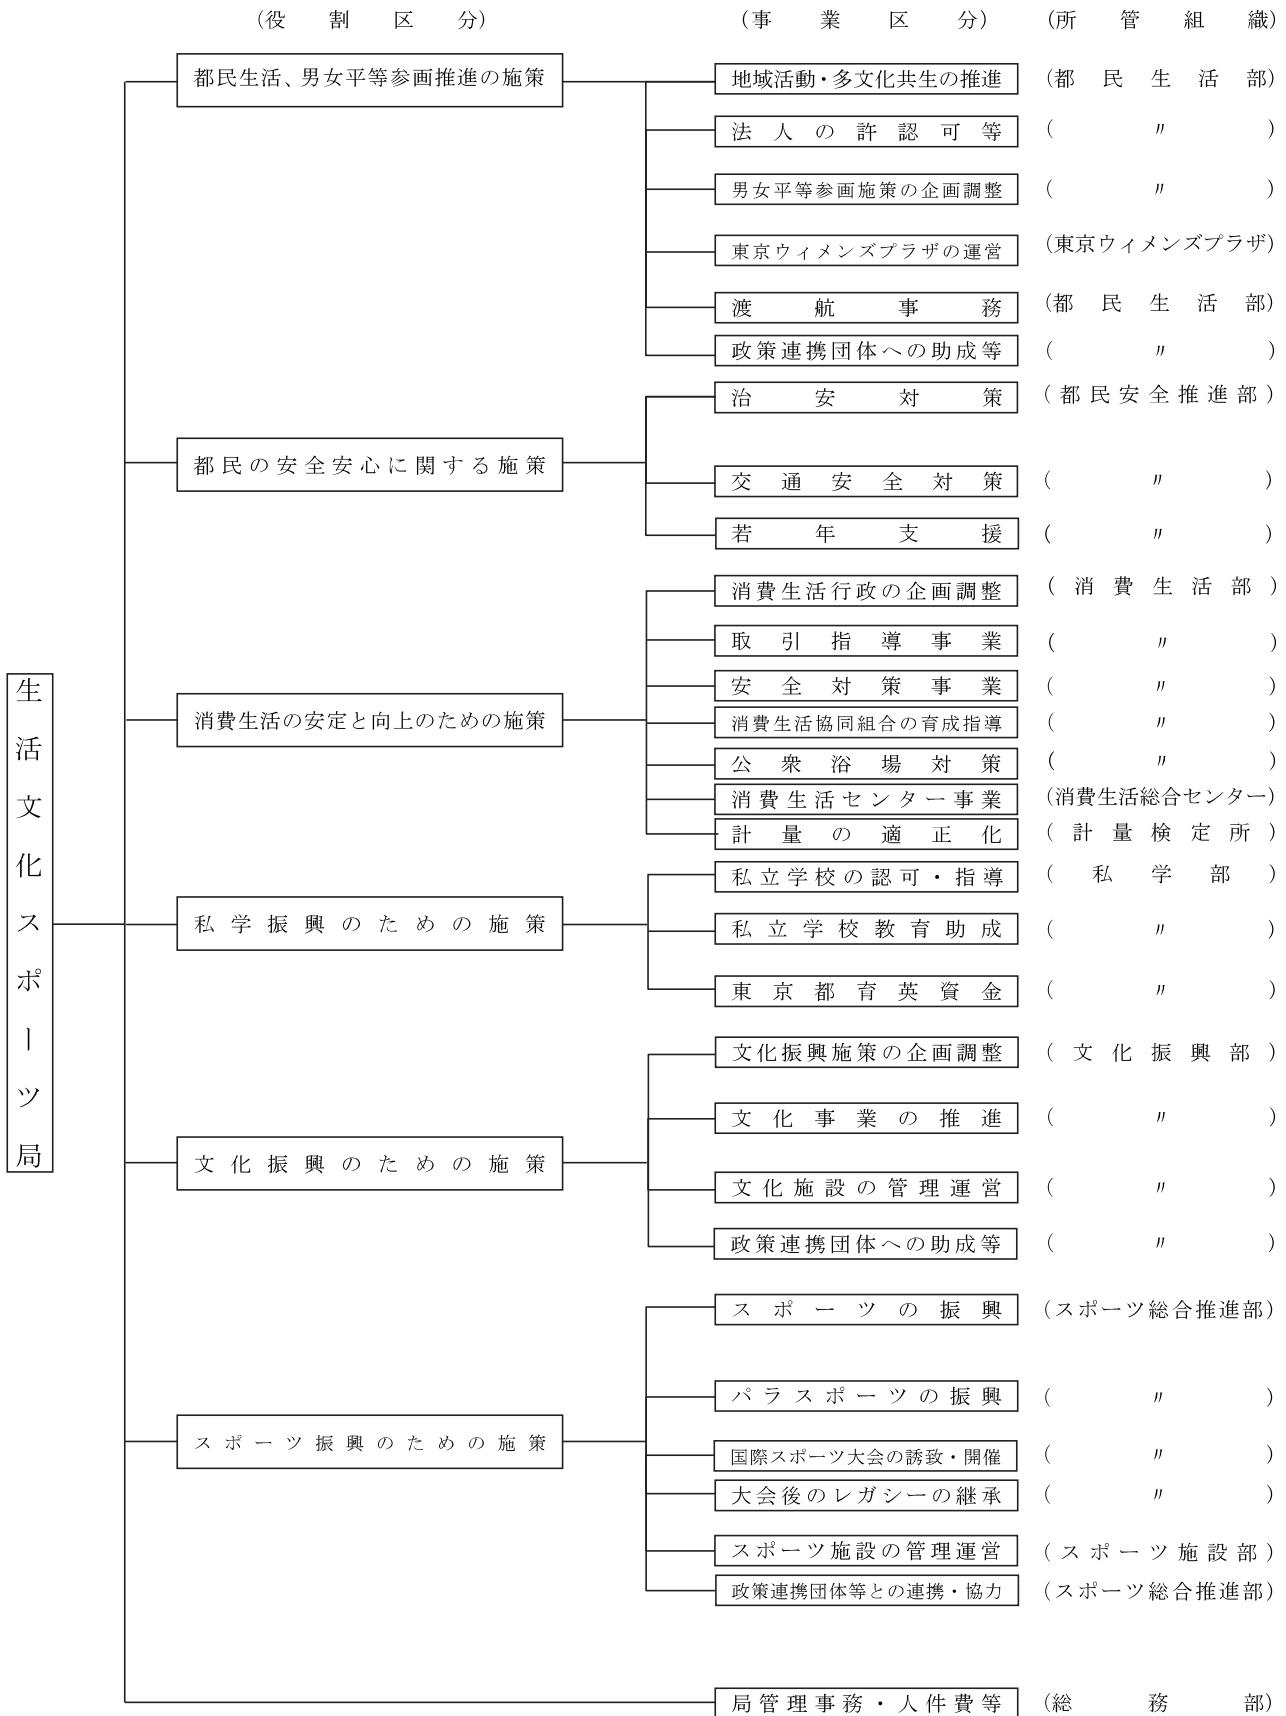 (役割区分) (事業区分) (所管組織)
都民生活、男女平等参画推進の施策 地域活動・多文化共生の推進 (都民生活部)
法人の許認可等 (〃)
男女平等参画施策の企画調整 (〃)
東京ウィメンズプラザの運営 (東京ウィメンズプラザ)
渡航事務 (都民生活部)
政策連携団体への助成等 (〃)
治安対策 (都民安全推進部)
都民の安全安心に関する施策
交通安全対策 (〃)
若年支援 (〃)
消費生活行政の企画調整 (消費生活部)
取引指導事業 (〃)
安全対策事業 (〃)
消費生活の安定と向上のための施策 消費生活協同組合の育成指導 (〃)
公衆浴場対策 (〃)
消費生活センター事業 (消費生活総合センター)
計量の適正化 (計量検定所)
私立学校の認可・指導 (私学部)
生活文化スポーツ局
私学振興のための施策 私立学校教育助成 (〃)
東京都育英資金 (〃)
文化振興施策の企画調整 (文化振興部)
文化事業の推進 (〃)
文化振興のための施策
文化施設の管理運営 (〃)
政策連携団体への助成等 (〃)
スポーツの振興 (スポーツ総合推進部)
パラスポーツの振興 (〃)
スポーツ振興のための施策
国際スポーツ大会の誘致・開催 (〃)
大会後のレガシーの継承 (〃)
スポーツ施設の管理運営 (スポーツ施設部)
政策連携団体等との連携・協力 (スポーツ総合推進部)
局管理事務・人件費等 (総務部)